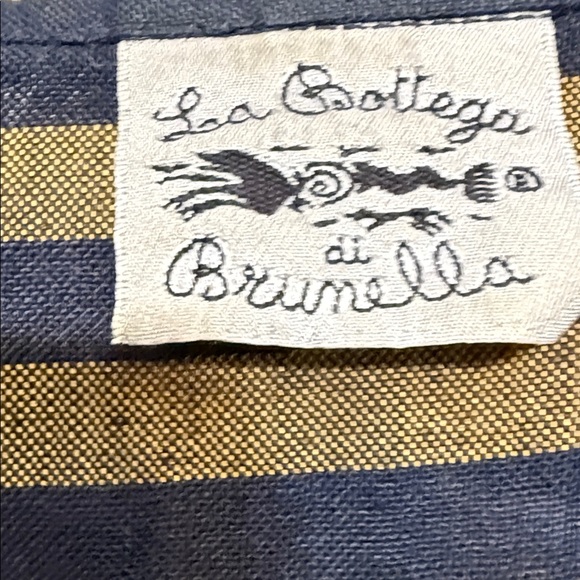 La Bottega
®
di
Brunella